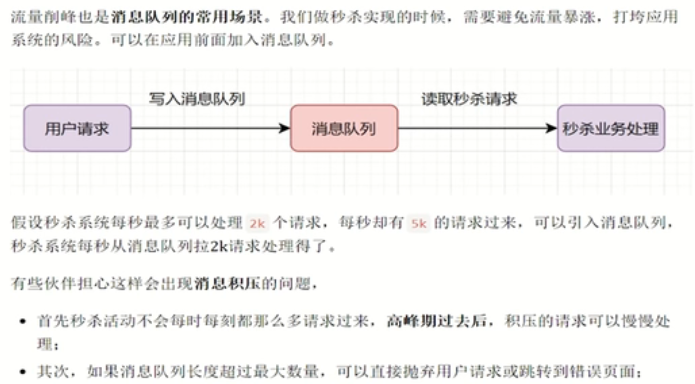 流量削峰也是消息队列的常用场景。我们做秒杀实现的时候，需要避免流量暴涨，打垮应用
系统的风险。可以在应用前面加入消息队列。
写入消息队列
读取秒杀请求
用户请求
消息队列
秒杀业务处理
假设秒杀系统每秒最多可以处理 2k 个请求，每秒却有 5k 的请求过来，可以引入消息队列，
秒杀系统每秒从消息队列拉2k请求处理得了。
有些伙伴担心这样会出现消息积压的问题，
• 首先秒杀活动不会每时每刻都那么多请求过来，高峰期过去后，积压的请求可以慢慢处
理；
• 其次，如果消息队列长度超过最大数量，可以直接抛弃用户请求或跳转到错误页面；